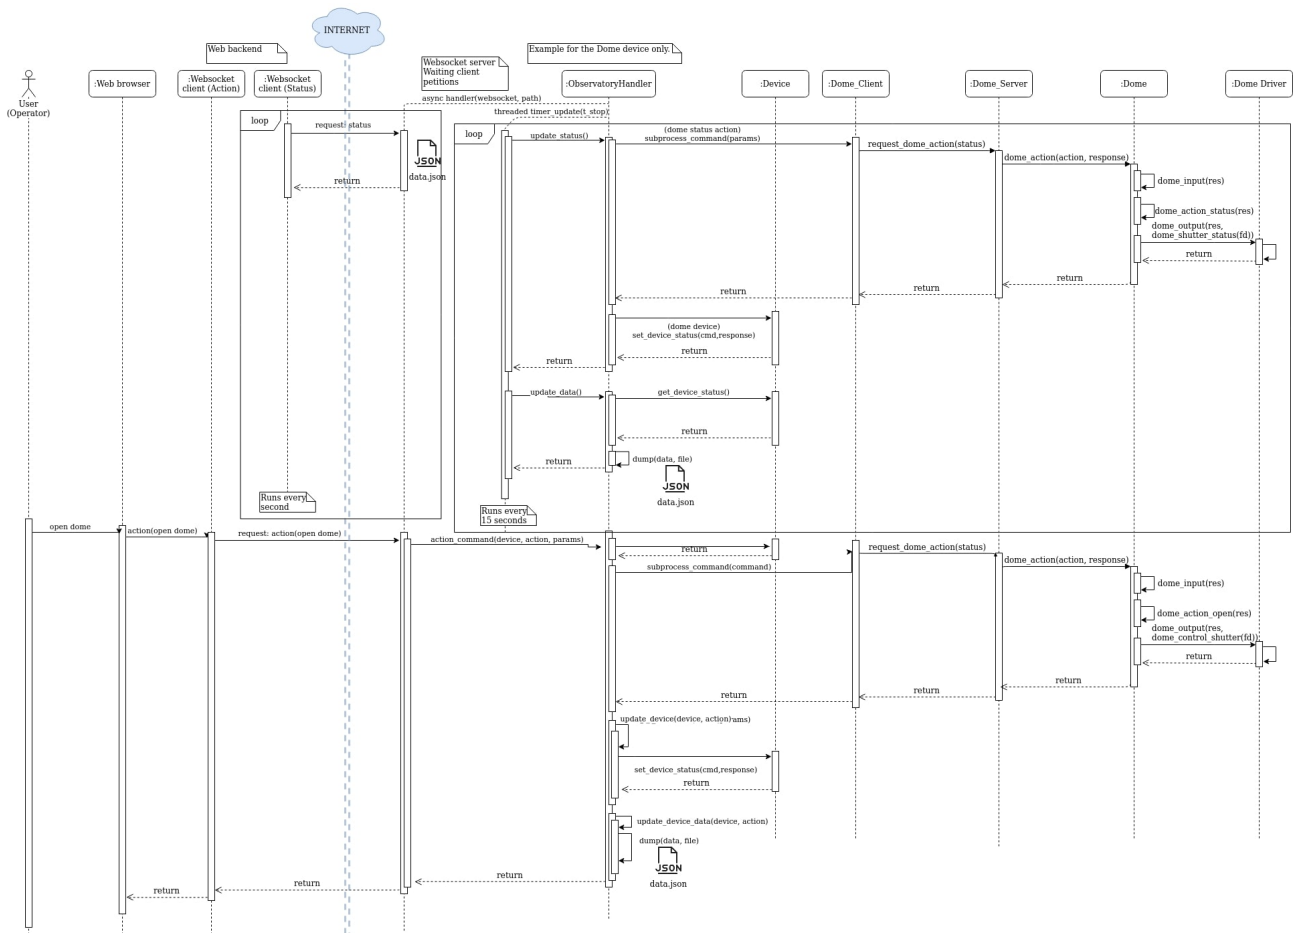 INTERNET
Web backend
Websocket server
Waiting client
petitions
Example for the Dome device only.
User
(Operator)
:Web browser
:Websocket
client (Action)
:Websocket
client (Status)
:ObservatoryHandler
:Device
:Dome_Client
:Dome_Server
:Dome
:Dome Driver
async handler(websocket, path)
threaded timer_update(t_stop)
loop
request: status
JSON
data.json
return
loop
update_status()
(dome status action)
subprocess_command(params)
request_dome_action(status)
dome_action(action, response)
dome_input(res)
dome_action_status(res)
dome_output(res,
dome_shutter_status(fd))
return
return
return
return
(dome device)
set_device_status(cmd,response)
return
return
update_data()
get_device_status()
return
return
dump(data, file)
JSON
data.json
Runs every
second
Runs every
15 seconds
open dome
action(open dome)
request: action(open dome)
action_command(device, action, params)
return
subprocess_command(command)
request_dome_action(status)
dome_action(action, response)
dome_input(res)
dome_action_open(res)
dome_output(res,
dome_control_shutter(fd))
return
return
return
return
update_device(device, action)
set_device_status(cmd,response)
return
update_device_data(device, action)
dump(data, file)
JSON
data.json
return
return
return